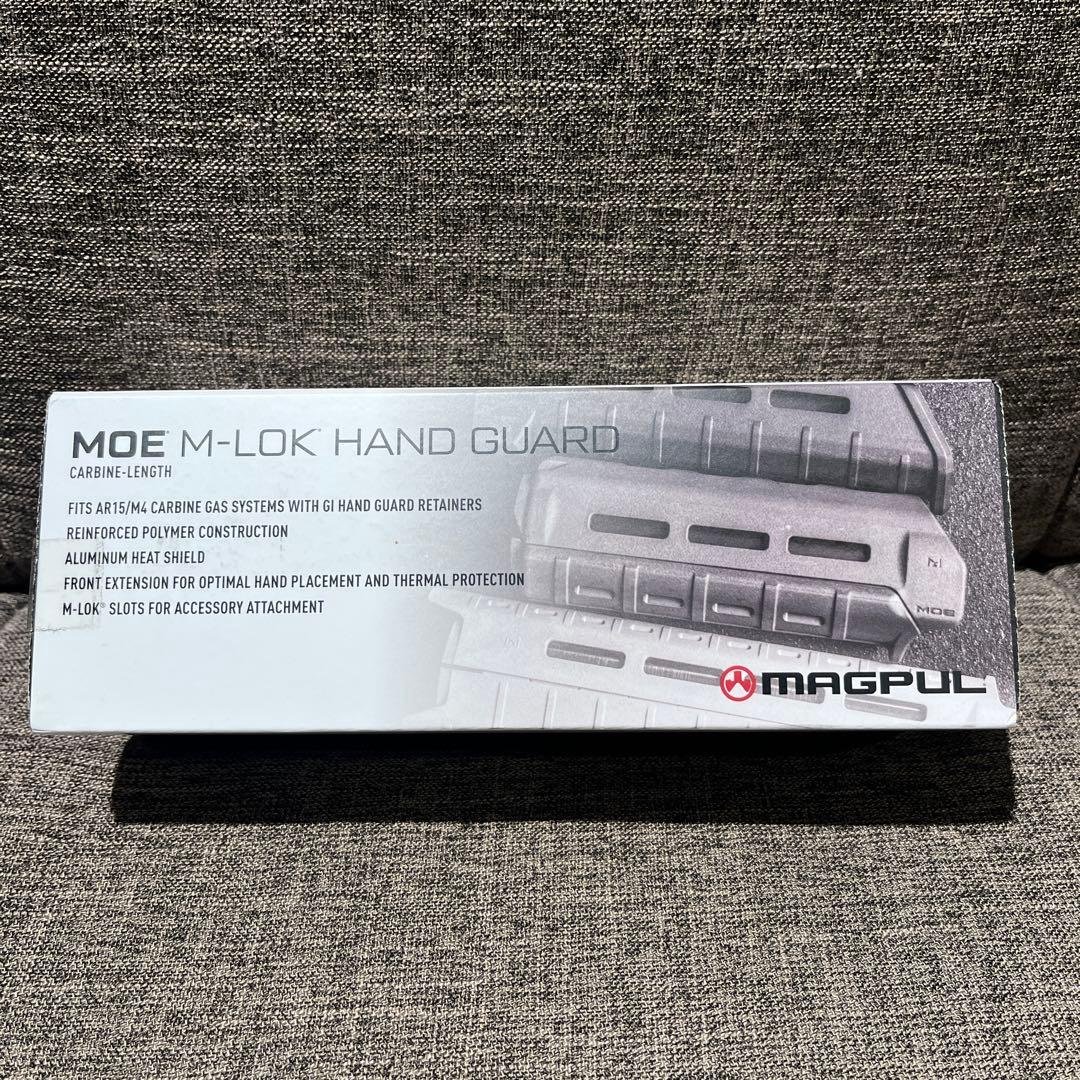 MOE® M-LOK® HAND GUARD
CARBINE-LENGTH
FITS AR15/M4 CARBINE GAS SYSTEMS WITH GI HAND GUARD RETAINERS
REINFORCED POLYMER CONSTRUCTION
ALUMINUM HEAT SHIELD
FRONT EXTENSION FOR OPTIMAL HAND PLACEMENT AND THERMAL PROTECTION
M-LOK® SLOTS FOR ACCESSORY ATTACHMENT
MOE
MAGPUL